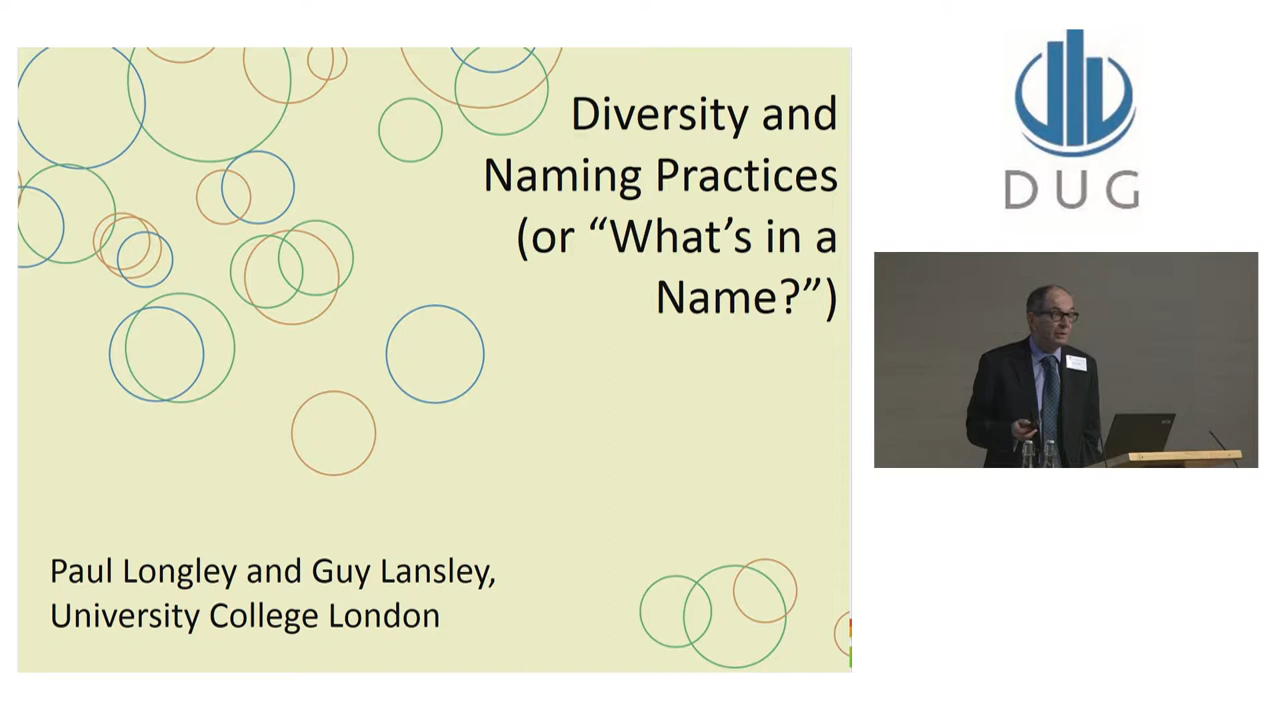 Diversity and
Naming Practices
(or “What’s in a
Name?”)
Paul Longley and Guy Lansley,
University College London
DUG